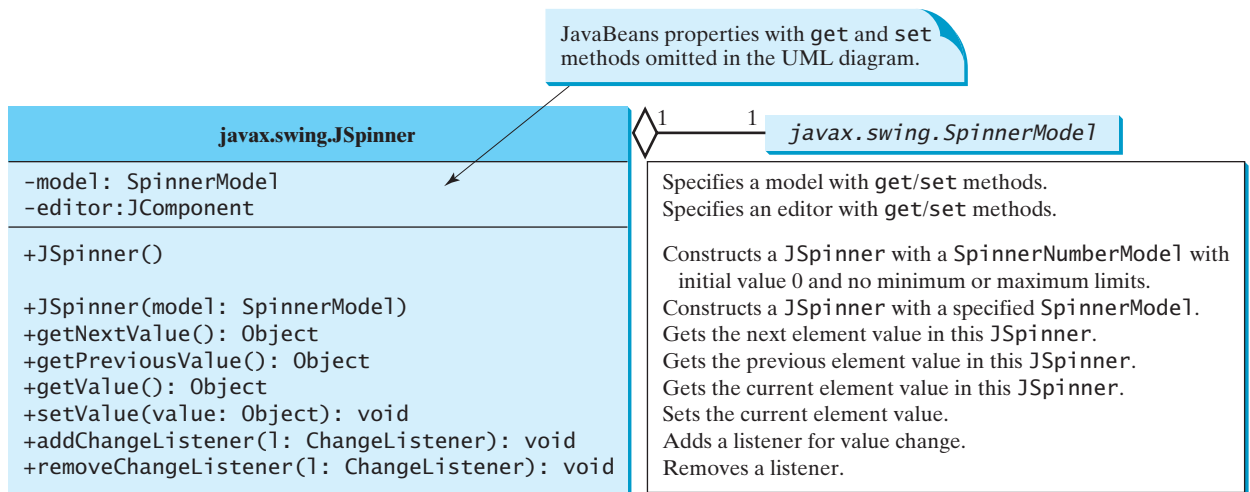 JavaBeans properties with get and set
methods omitted in the UML diagram.
javax.swing.JSpinner
1
1
javax.swing.SpinnerModel
-model: SpinnerModel
-editor:JComponent
Specifies a model with get/set methods.
Specifies an editor with get/set methods.
+JSpinner()
Constructs a JSpinner with a SpinnerNumberModel with
initial value 0 and no minimum or maximum limits.
+JSpinner(model: SpinnerModel)
Constructs a JSpinner with a specified SpinnerModel.
+getNextValue(): Object
Gets the next element value in this JSpinner.
+getPreviousValue(): Object
Gets the previous element value in this JSpinner.
+getValue(): Object
Gets the current element value in this JSpinner.
+setValue(value: Object): void
Sets the current element value.
+addChangeListener(l: ChangeListener): void
Adds a listener for value change.
+removeChangeListener(l: ChangeListener): void
Removes a listener.